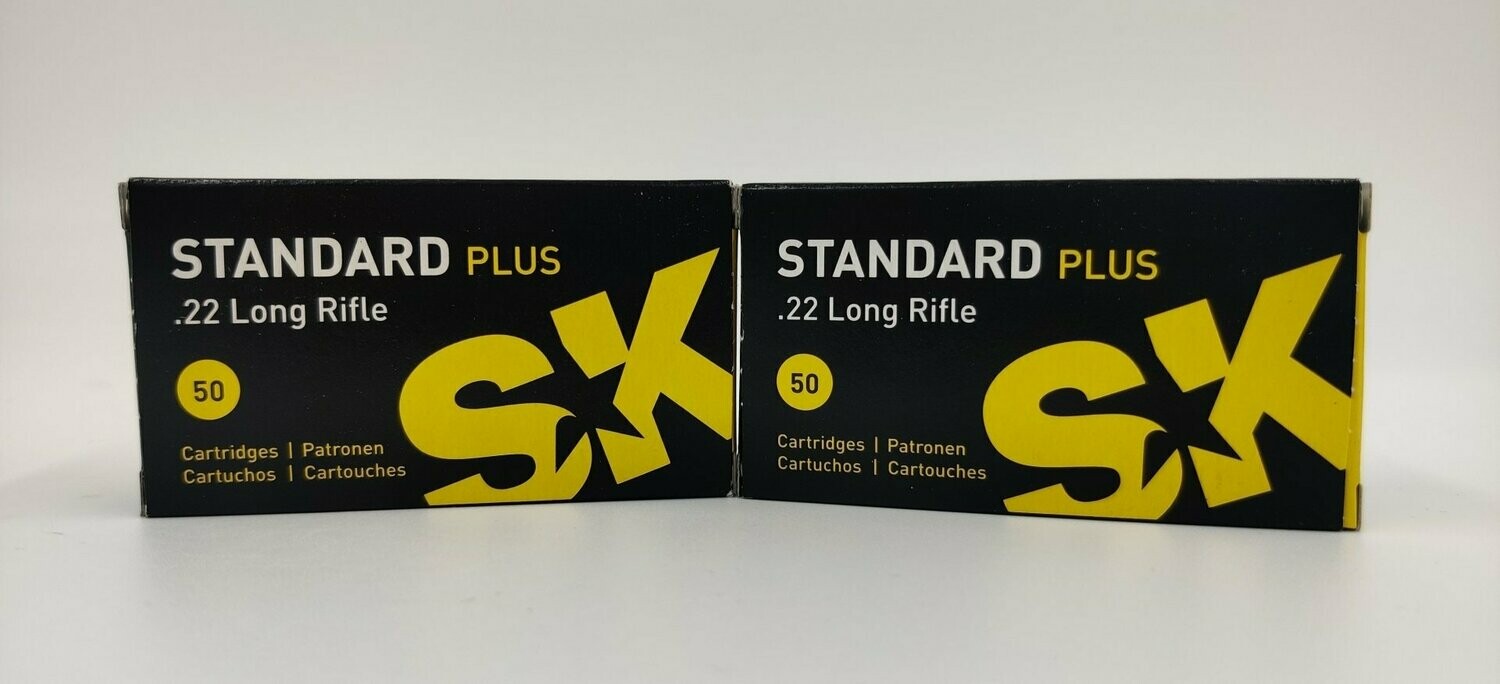 STANDARD PLUS
.22 Long Rifle
50
Cartridges | Patronen
Cartuchos | Cartouches
SK
STANDARD PLUS
.22 Long Rifle
50
Cartridges | Patronen
Cartuchos | Cartouches
SK